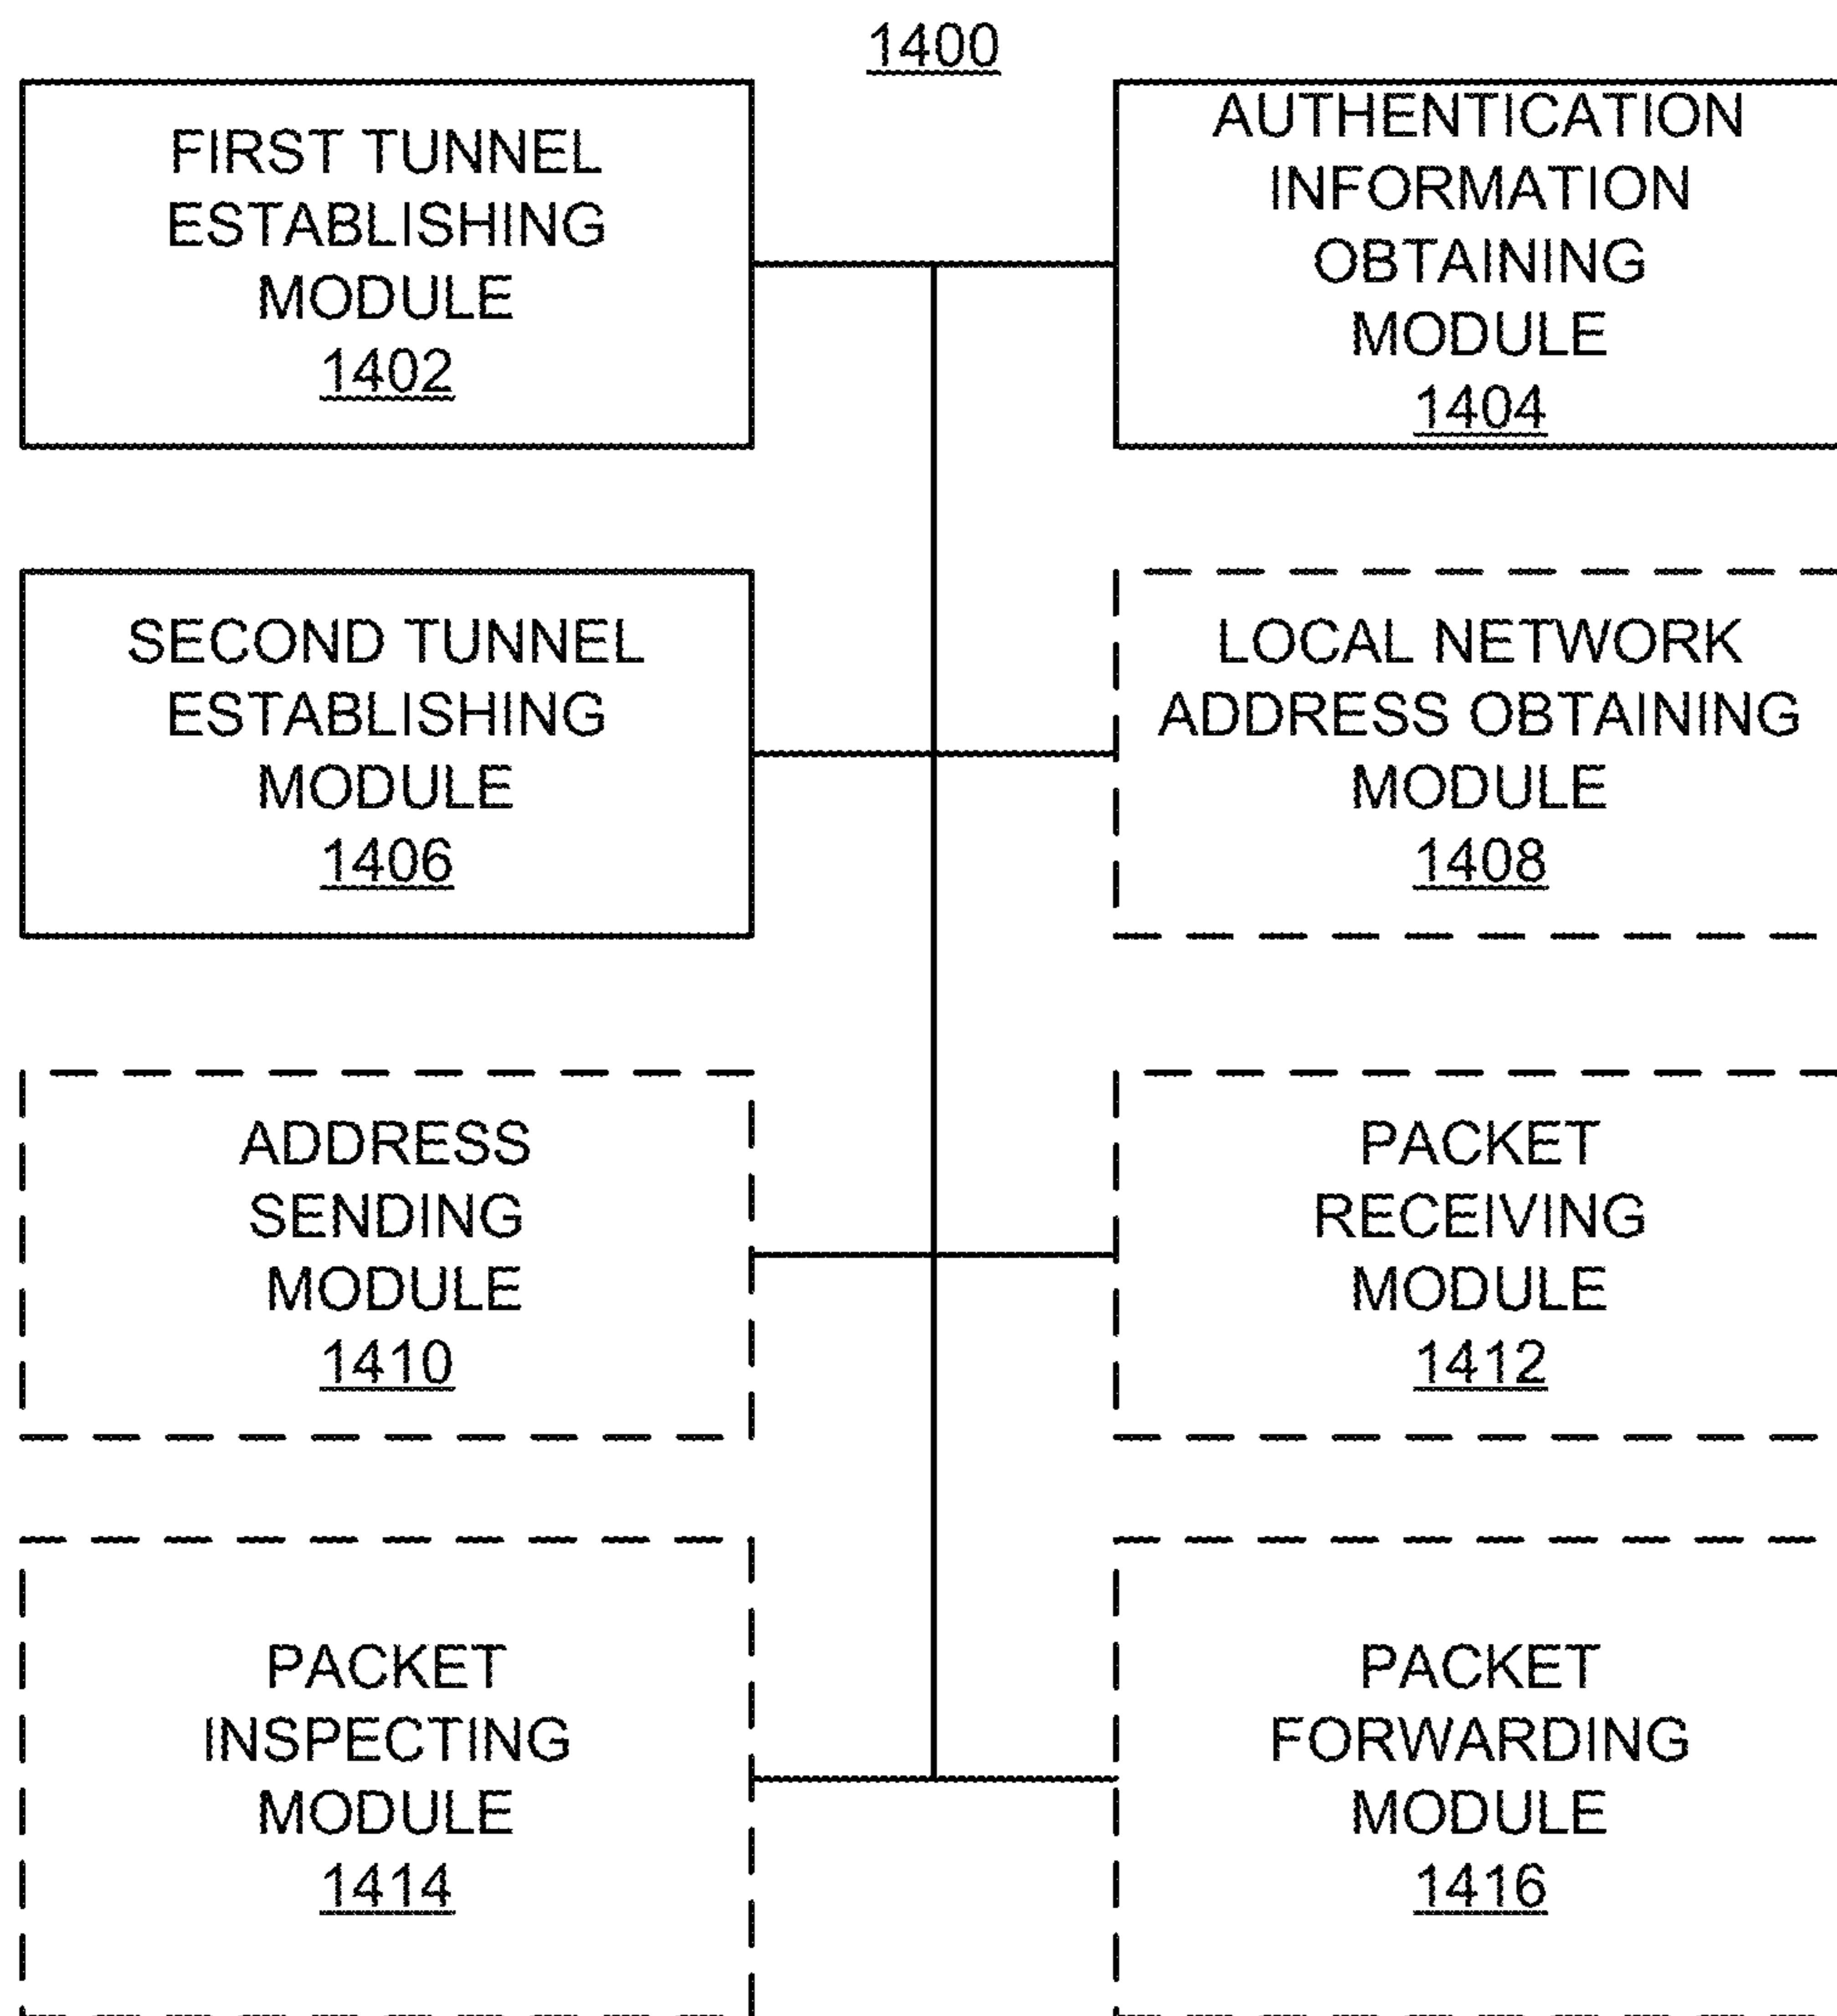 1400
FIRST TUNNEL
ESTABLISHING
MODULE
1402
AUTHENTICATION
INFORMATION
OBTAINING
MODULE
1404
SECOND TUNNEL
ESTABLISHING
MODULE
1406
LOCAL NETWORK
ADDRESS OBTAINING
MODULE
1408
ADDRESS
SENDING
MODULE
1410
PACKET
RECEIVING
MODULE
1412
PACKET
INSPECTING
MODULE
1414
PACKET
FORWARDING
MODULE
1416